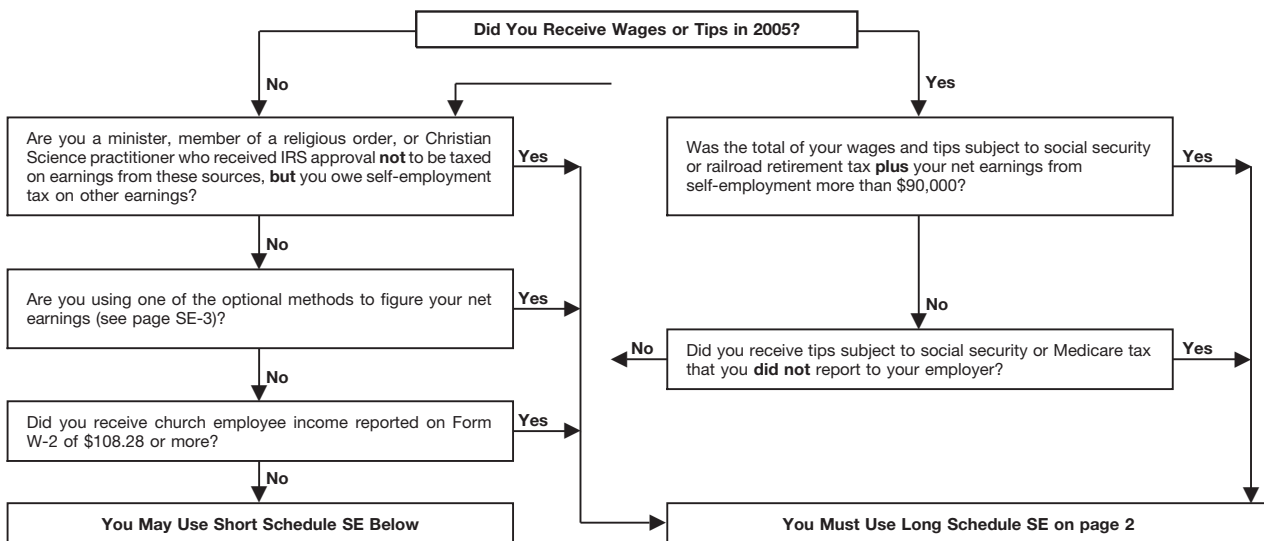 Did You Receive Wages or Tips in 2005?
No
Yes
Are you a minister, member of a religious order, or Christian
Science practitioner who received IRS approval not to be taxed
on earnings from these sources, but you owe self-employment
tax on other earnings?
Yes
Was the total of your wages and tips subject to social security
or railroad retirement tax plus your net earnings from
self-employment more than $90,000?
Yes
No
Are you using one of the optional methods to figure your net
earnings (see page SE-3)?
Yes
No
No
Did you receive tips subject to social security or Medicare tax
that you did not report to your employer?
Yes
No
Did you receive church employee income reported on Form
W-2 of $108.28 or more?
Yes
No
You May Use Short Schedule SE Below
You Must Use Long Schedule SE on page 2